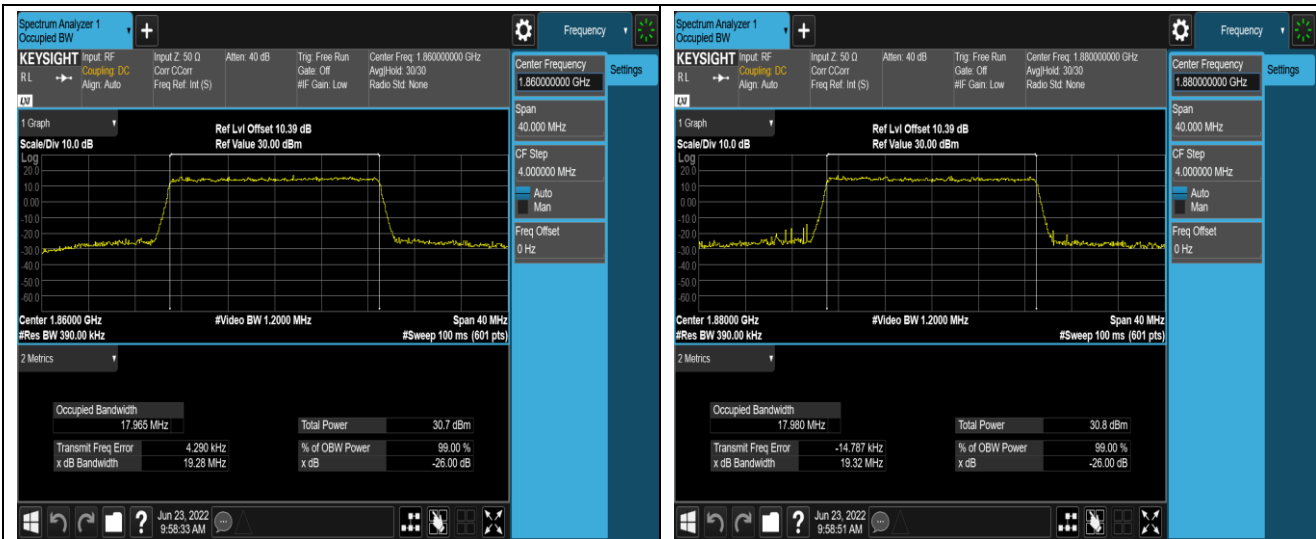 Spectrum Analyzer 1
Occupied BW
Frequency
KEYSIGHT
Input: RF
Coupling: DC
Align: Auto
Input Z: 50 Ω
Corr CCorr
Freq Ref: Int (S)
Atten: 40 dB
Trig: Free Run
Gate: Off
#IF Gain: Low
Center Freq: 1.860000000 GHz
Avg|Hold: 30/30
Radio Std: None
R L
LXI
Center Frequency
1.860000000 GHz
Settings
Span
40.000 MHz
CF Step
4.000000 MHz
Auto
Man
Freq Offset
0 Hz
1 Graph
Ref Lvl Offset 10.39 dB
Scale/Div 10.0 dB
Ref Value 30.00 dBm
Log
20.0
10.0
0.00
-10.0
-20.0
-30.0
-40.0
-50.0
-60.0
Center 1.86000 GHz
#Video BW 1.2000 MHz
Span 40 MHz
#Res BW 390.00 kHz
#Sweep 100 ms (601 pts)
2 Metrics
Occupied Bandwidth
17.965 MHz
Total Power 30.7 dBm
Transmit Freq Error 4.290 kHz
% of OBW Power 99.00 %
x dB Bandwidth 19.28 MHz
x dB -26.00 dB
?
Jun 23, 2022
9:58:33 AM
Spectrum Analyzer 1
Occupied BW
Frequency
KEYSIGHT
Input: RF
Coupling: DC
Align: Auto
Input Z: 50 Ω
Corr CCorr
Freq Ref: Int (S)
Atten: 40 dB
Trig: Free Run
Gate: Off
#IF Gain: Low
Center Freq: 1.880000000 GHz
Avg|Hold: 30/30
Radio Std: None
R L
LXI
Center Frequency
1.880000000 GHz
Settings
Span
40.000 MHz
CF Step
4.000000 MHz
Auto
Man
Freq Offset
0 Hz
1 Graph
Ref Lvl Offset 10.39 dB
Scale/Div 10.0 dB
Ref Value 30.00 dBm
Log
20.0
10.0
0.00
-10.0
-20.0
-30.0
-40.0
-50.0
-60.0
Center 1.88000 GHz
#Video BW 1.2000 MHz
Span 40 MHz
#Res BW 390.00 kHz
#Sweep 100 ms (601 pts)
2 Metrics
Occupied Bandwidth
17.980 MHz
Total Power 30.8 dBm
Transmit Freq Error -14.787 kHz
% of OBW Power 99.00 %
x dB Bandwidth 19.32 MHz
x dB -26.00 dB
?
Jun 23, 2022
9:58:51 AM